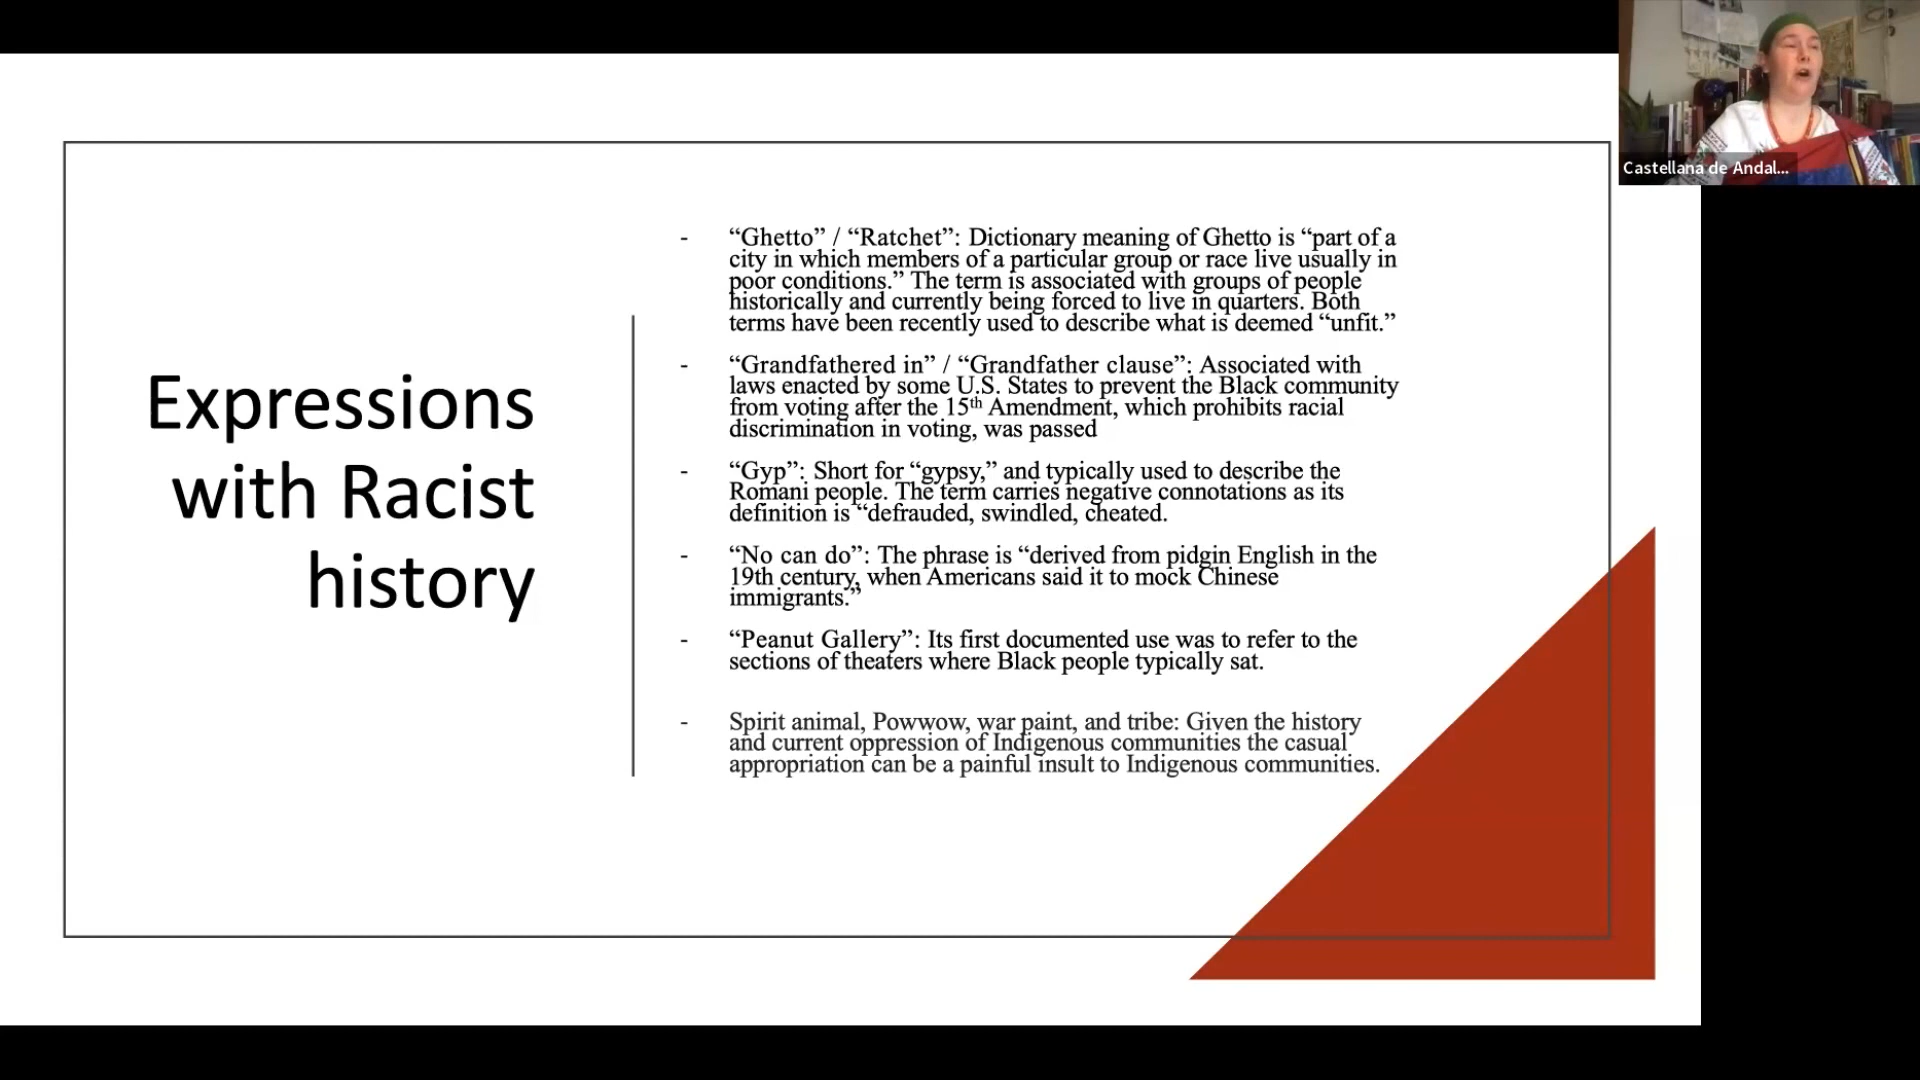 Castellana de Andal...
Expressions
with Racist
history
- “Ghetto” / “Ratchet”: Dictionary meaning of Ghetto is “part of a
city in which members of a particular group or race live usually in
poor conditions.” The term is associated with groups of people
historically and currently being forced to live in quarters. Both
terms have been recently used to describe what is deemed “unfit.”
- “Grandfathered in” / “Grandfather clause”: Associated with
laws enacted by some U.S. States to prevent the Black community
from voting after the 15th Amendment, which prohibits racial
discrimination in voting, was passed
- “Gyp”: Short for “gypsy,” and typically used to describe the
Romani people. The term carries negative connotations as its
definition is “defrauded, swindled, cheated.
- “No can do”: The phrase is “derived from pidgin English in the
19th century, when Americans said it to mock Chinese
immigrants.”
- “Peanut Gallery”: Its first documented use was to refer to the
sections of theaters where Black people typically sat.
- Spirit animal, Powwow, war paint, and tribe: Given the history
and current oppression of Indigenous communities the casual
appropriation can be a painful insult to Indigenous communities.